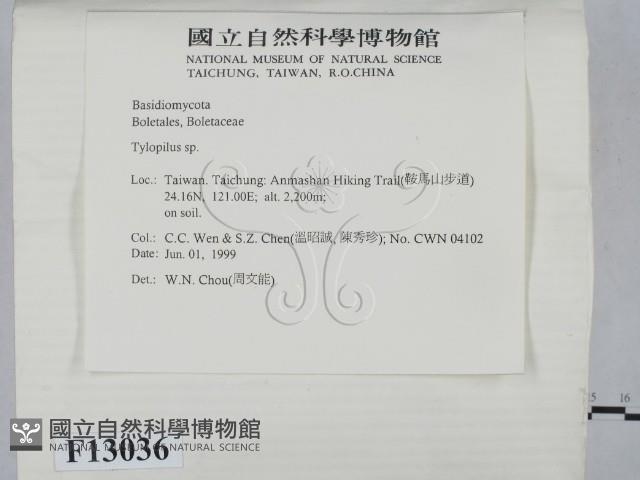 國立自然科學博物館
NATIONAL MUSEUM OF NATURAL SCIENCE
TAICHUNG, TAIWAN, R.O.CHINA
Basidiomycota
Boletales, Boletaceae
Tylopilus sp.
Loc.: Taiwan. Taichung: Anmashan Hiking Trail(鞍馬山步道)
24.16N, 121.00E; alt. 2,200m;
on soil.
Col.: C.C. Wen & S.Z. Chen(溫昭誠, 陳秀珍); No. CWN 04102
Date: Jun. 01, 1999
Det.: W.N. Chou(周文能)
15 16
國立自然科學博物館
NATIONAL MUSEUM OF NATURAL SCIENCE
F13036